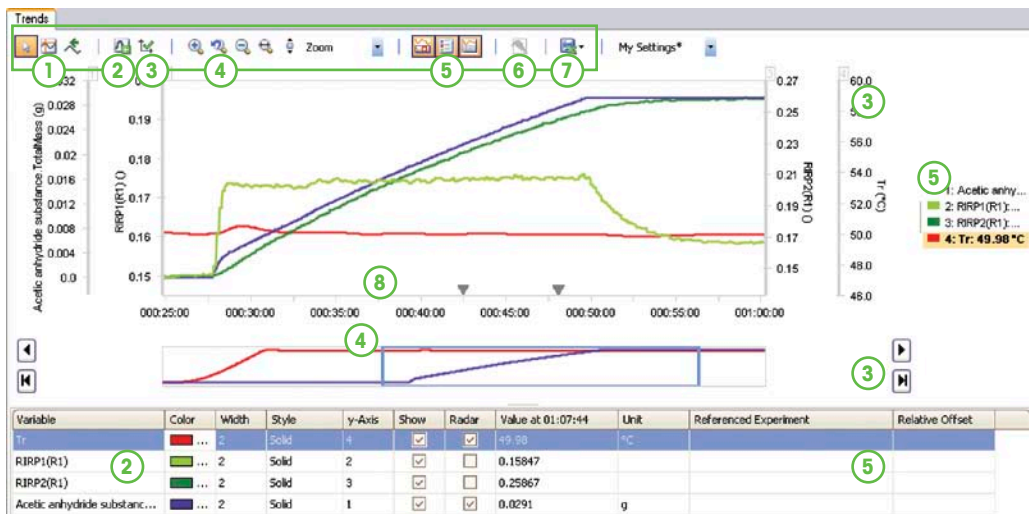 Trends
Zoom
My Settings*
1 2 3 4 5 6 7
1
3
4
Acetic anhydride substance.TotalMass (g)
0.032
0.028
0.024
0.02
0.016
0.012
0.008
0.004
0.0
RIRP1(R1) ()
0.19
0.18
0.17
0.16
0.15
0.27
0.26
0.23
0.21
0.19
0.17
0.15
RIRP2(R1) ()
60.0
54.0
52.0
50.0
48.0
46.0
Tr (°C)
3
5
1: Acetic anhy...
2: RIRP1(R1):...
3: RIRP2(R1):...
4: Tr: 49.98 °C
8
000:25:00 000:30:00 000:35:00 000:40:00 000:45:00 000:50:00 000:55:00 001:00:00
4
3
Variable Color Width Style y-Axis Show Radar Value at 01:07:44 Unit Referenced Experiment Relative Offset
Tr ... 2 Solid 4 49.98 °C
RIRP1(R1) ... 2 Solid 2 0.15847
2 5
RIRP2(R1) ... 2 Solid 3 0.25867
Acetic anhydride substanc... ... 2 Solid 1 0.0291 g